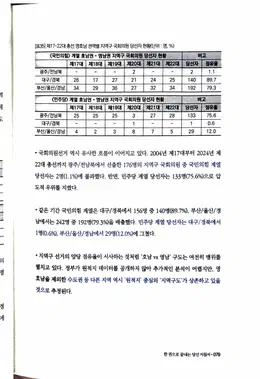 [표35] 제17-22대 총선 영호남 권역별 지역구 국회의원 당선자 현황(단위 : 명, %)
(국민의힘) 계열 호남권·영남권 지역구 국회의원 당선자 현황 비고
제17대 제18대 제19대 제20대 제21대 제22대 당선자 점유율
광주/전남북 - - - 2 - - 2 1.1
대구/경북 26 17 27 21 24 25 140 89.7
부산/울산/경남 34 29 36 27 32 34 192 79.3
(민주당) 계열 호남권·영남권 지역구 국회의원 당선자 현황 비고
제17대 제18대 제19대 제20대 제21대 제22대 당선자 점유율
광주/전남북 25 25 25 3 27 28 133 75.6
대구/경북 - - - 1 - - 1 0.6
부산/울산/경남 4 2 3 8 7 5 29 12.0
• 국회의원선거 역시 유사한 흐름이 이어지고 있다. 2004년 제17대부터 2024년 제
22대 총선까지 광주/전남북에서 선출한 176명의 지역구 국회의원 중 국민의힘 계열
당선자는 2명(1.1%)에 불과했다. 반면, 민주당 계열 당선자는 133명(75.6%)으로 압
도적 우위를 지켰다.
• 같은 기간 국민의힘 계열은 대구/경북에서 156명 중 140명(89.7%), 부산/울산/경
남에서는 242명 중 192명(79.3%)을 배출했다. 민주당 계열 당선자는 대구/경북에서
1명(0.6%), 부산/울산/경남에서 29명(12.0%)에 그쳤다.
• 지역구 선거의 양당 점유율이 시사하는 것처럼 '호남 vs 영남' 구도는 여전히 맹위를
떨치고 있다. 정부가 원적지 데이터를 공개하지 않아 추가적인 분석이 어렵지만, 영
호남을 제외한 수도권 등 다른 지역 역시 '원적지' 중심의 '지역구도'가 상존하고 있을
것으로 추정된다.
한 권으로 끝내는 당선 지침서·079